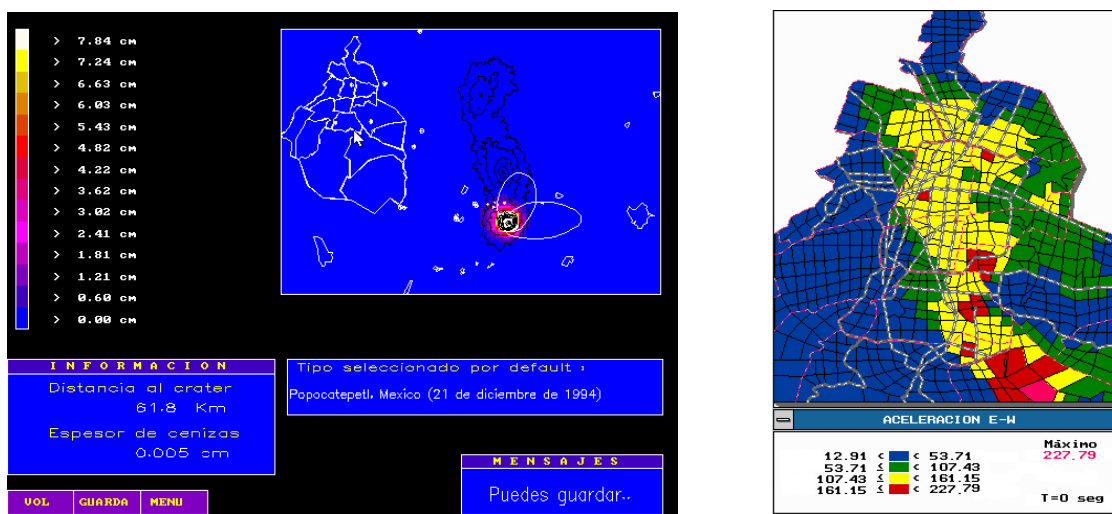 > 7.84 cm
> 7.24 cm
> 6.63 cm
> 6.03 cm
> 5.43 cm
> 4.82 cm
> 4.22 cm
> 3.62 cm
> 3.02 cm
> 2.41 cm
> 1.81 cm
> 1.21 cm
> 0.60 cm
> 0.00 cm
INFORMACION
Distancia al crater
61.8 Km
Espesor de cenizas
0.005 cm
Tipo seleccionado por default :
Popocatepetl, Mexico (21 de diciembre de 1994)
MENSAJES
Puedes guardar..
VOL GUARDA MENU
ACELERACION E-W
Máximo
227.79
12.91 < < 53.71
53.71 ≤ < 107.43
107.43 ≤ < 161.15
161.15 ≤ < 227.79
T=0 seg